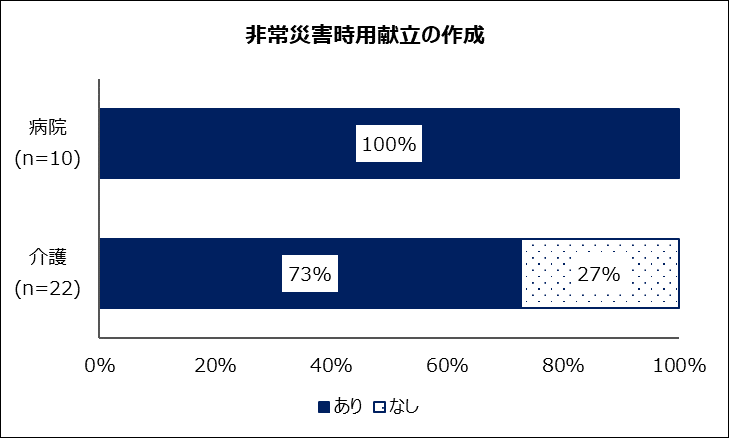 非常災害時用献立の作成
病院
(n=10)
100%
介護
(n=22)
73%
27%
0%
20%
40%
60%
80%
100%
あり
なし